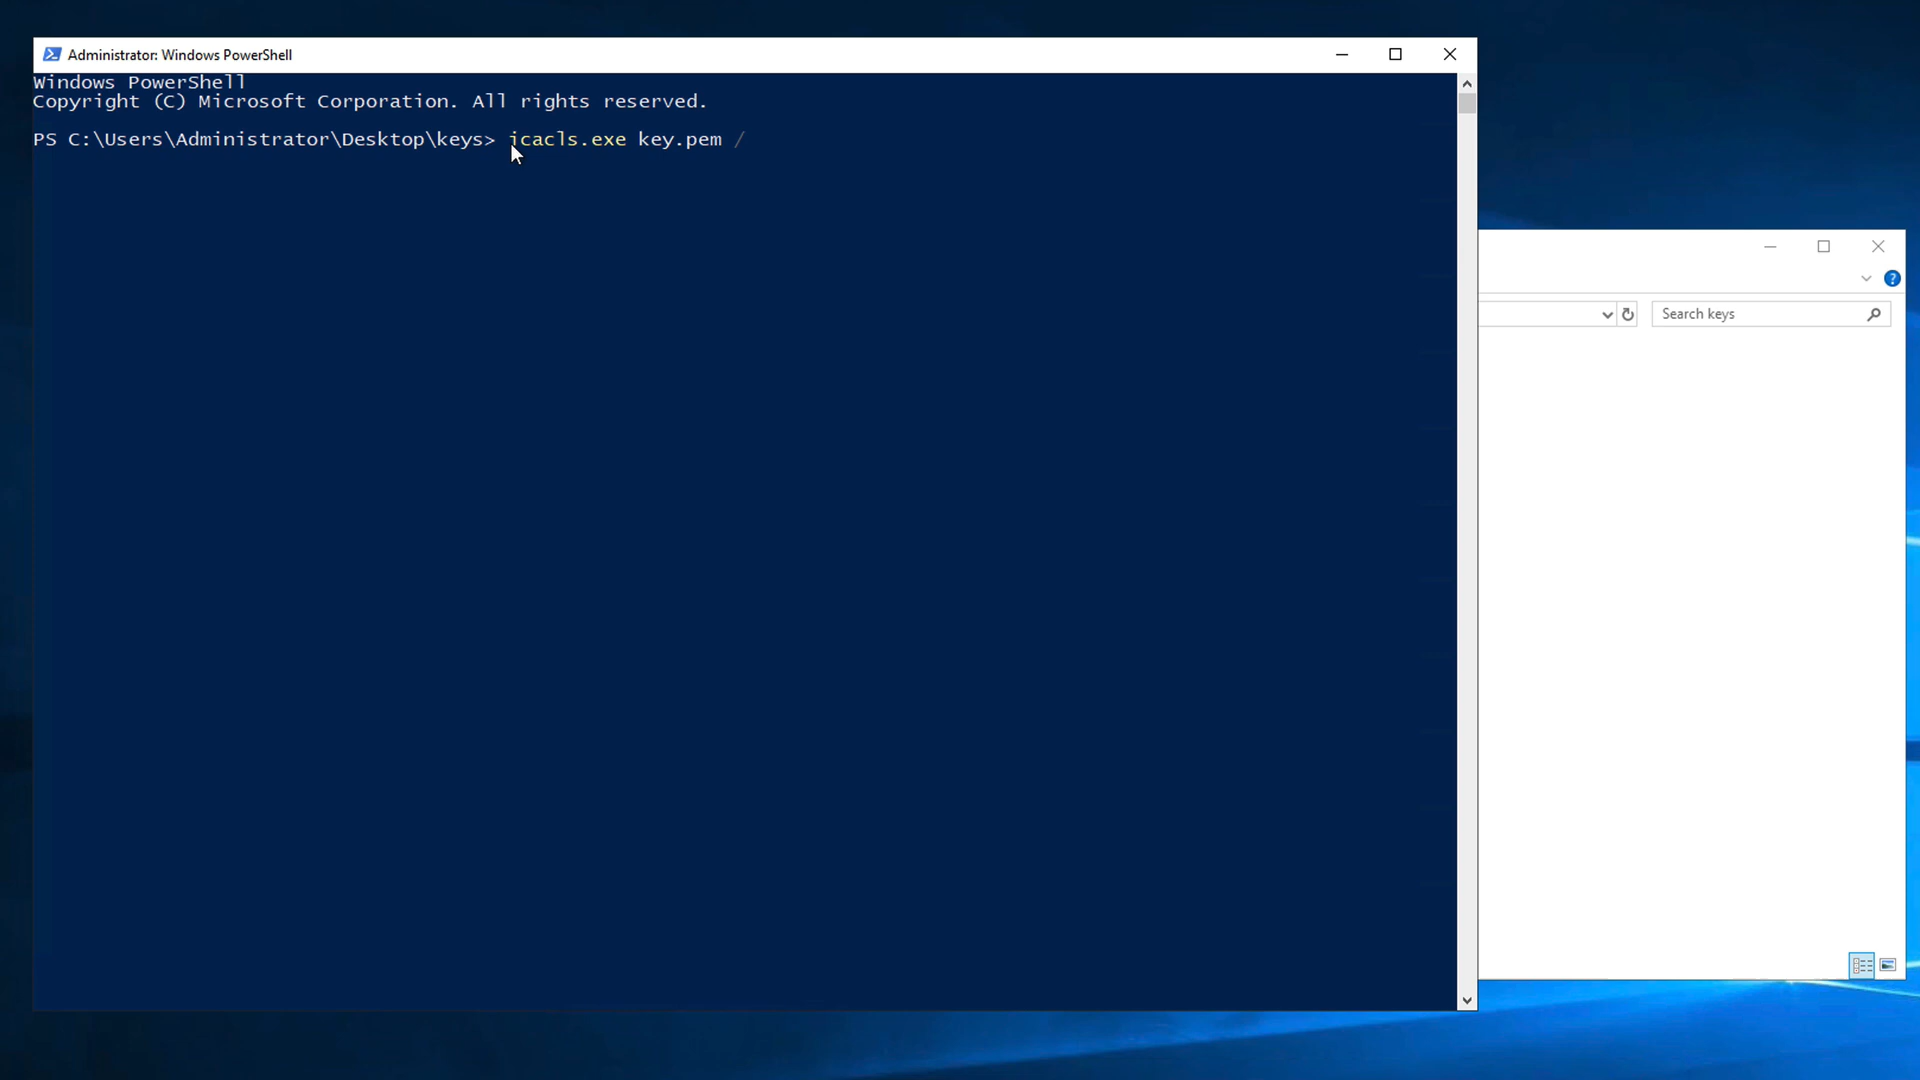 Administrator: Windows PowerShell
Windows PowerShell
Copyright (C) Microsoft Corporation. All rights reserved.
PS C:\Users\Administrator\Desktop\keys> icacls.exe key.pem /
Search keys